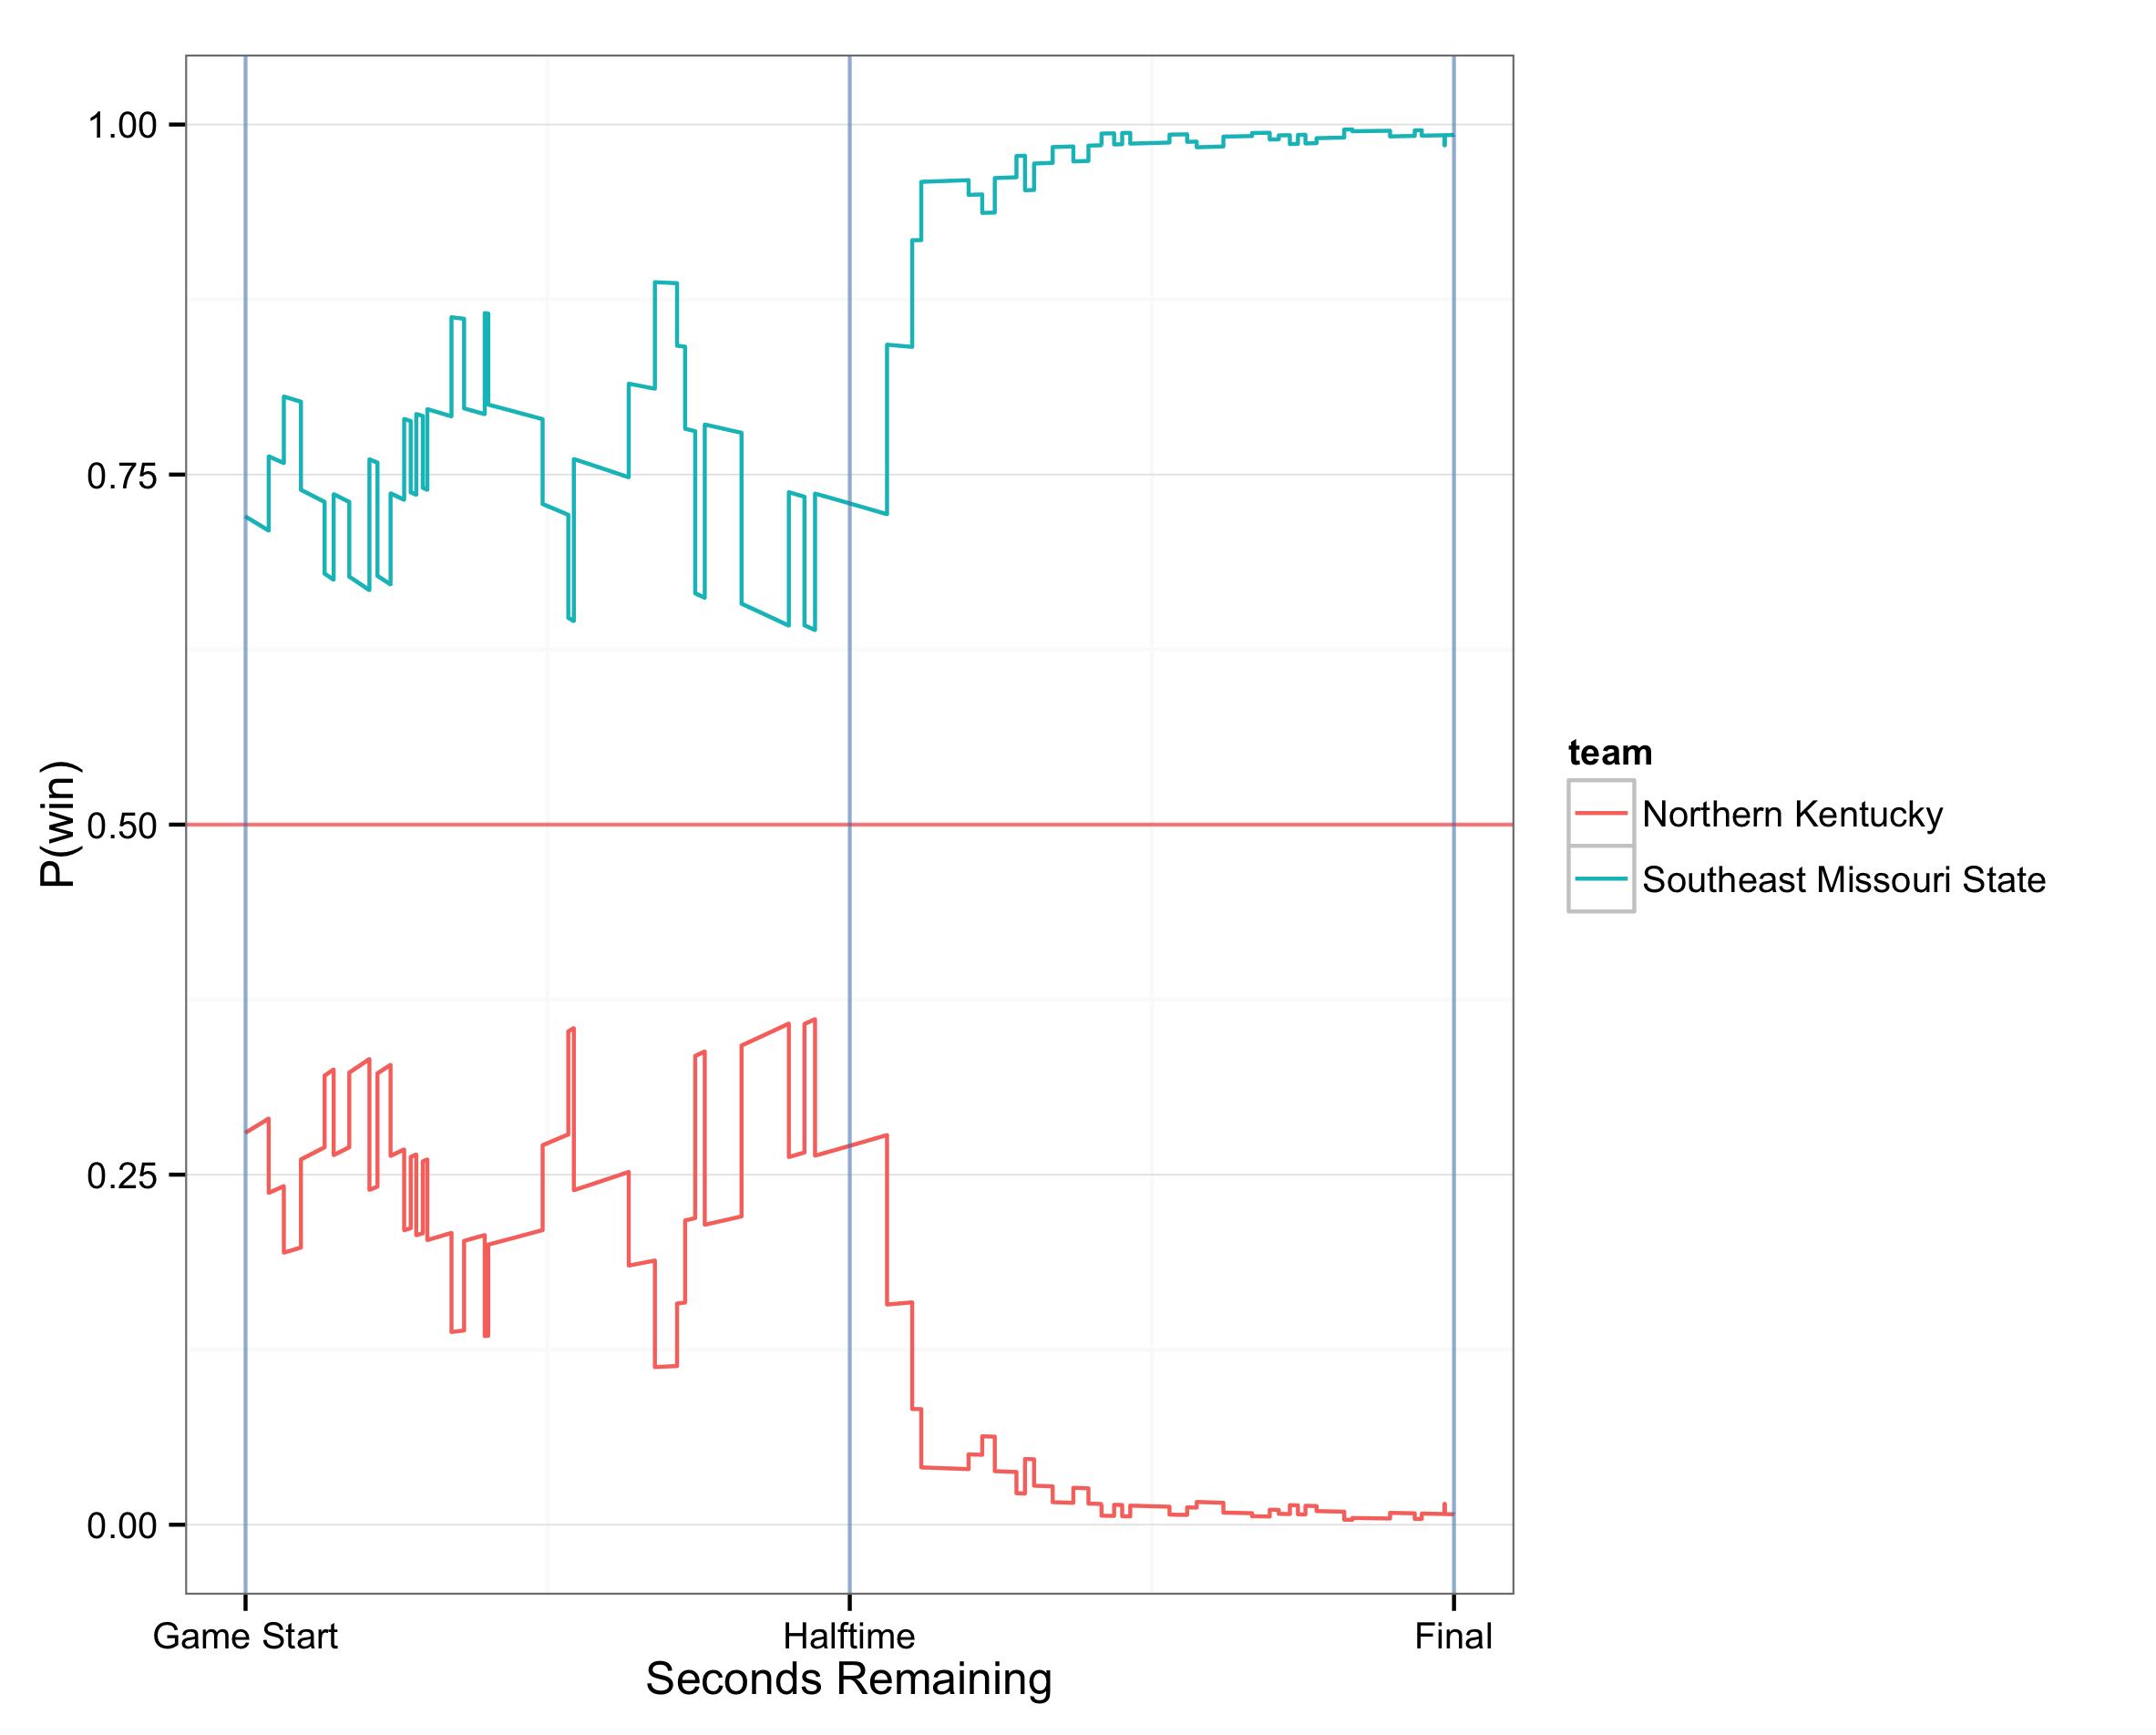 1.00
0.75
0.50
0.25
0.00
P(win)
Game Start
Halftime
Final
Seconds Remaining
team
Northern Kentucky
Southeast Missouri State